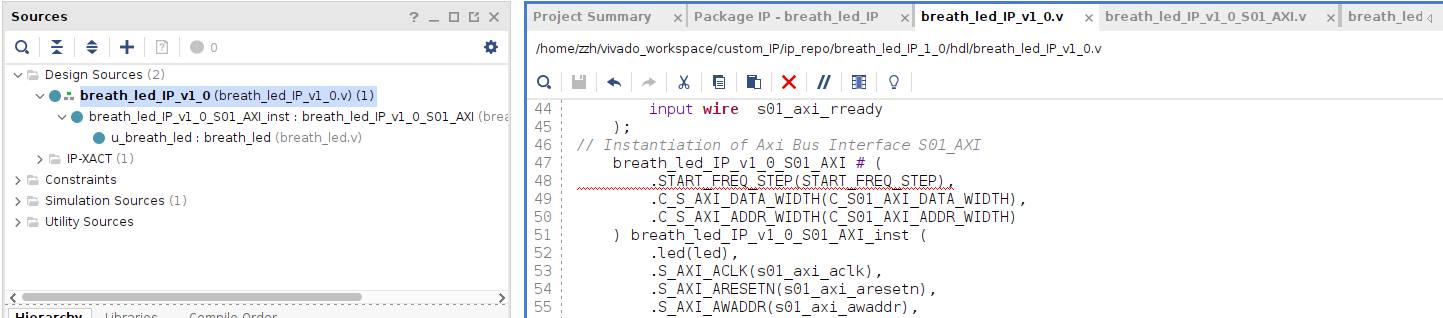 Sources
? _
0
Design Sources (2)
breath_led_IP_v1_0 (breath_led_IP_v1_0.v) (1)
breath_led_IP_v1_0_S01_AXI_inst : breath_led_IP_v1_0_S01_AXI (brea
u_breath_led : breath_led (breath_led.v)
IP-XACT (1)
Constraints
Simulation Sources (1)
Utility Sources
Hierarchy Libraries Compile Order
Project Summary × Package IP - breath_led_IP × breath_led_IP_v1_0.v × breath_led_IP_v1_0_S01_AXI.v × breath_led
/home/zzh/vivado_workspace/custom_IP/ip_repo/breath_led_IP_1_0/hdl/breath_led_IP_v1_0.v
44 input wire s01_axi_rready
45 );
46 // Instantiation of Axi Bus Interface S01_AXI
47 breath_led_IP_v1_0_S01_AXI # (
48 .START_FREQ_STEP(START_FREQ_STEP),
49 .C_S_AXI_DATA_WIDTH(C_S01_AXI_DATA_WIDTH),
50 .C_S_AXI_ADDR_WIDTH(C_S01_AXI_ADDR_WIDTH)
51 ) breath_led_IP_v1_0_S01_AXI_inst (
52 .led(led),
53 .S_AXI_ACLK(s01_axi_aclk),
54 .S_AXI_ARESETN(s01_axi_aresetn),
55 .S_AXI_AWADDR(s01_axi_awaddr),